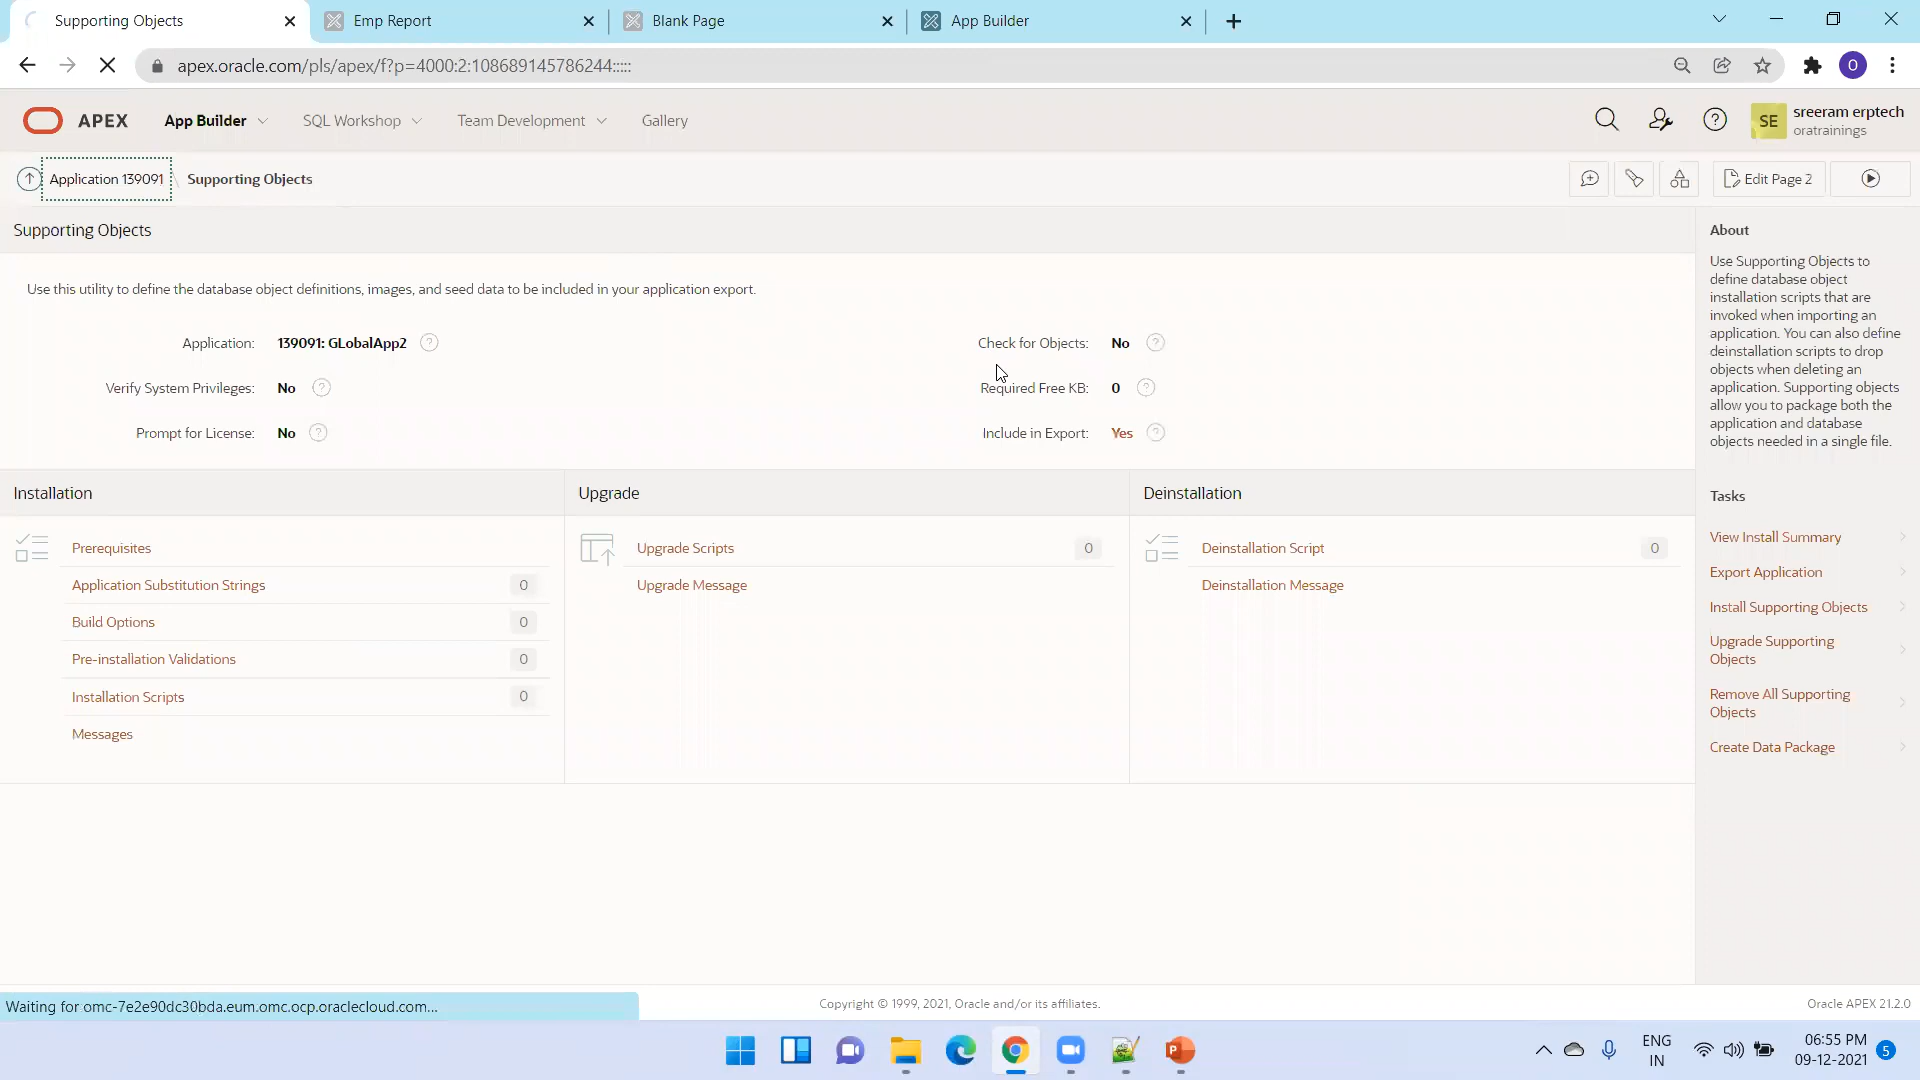 Supporting Objects
Emp Report
Blank Page
App Builder
apex.oracle.com/pls/apex/f?p=4000:2:108689145786244:::::
O
APEX
App Builder
SQL Workshop
Team Development
Gallery
SE
sreeram erptech
oratrainings
Application 139091
Supporting Objects
Edit Page 2
Supporting Objects
Use this utility to define the database object definitions, images, and seed data to be included in your application export.
Application: 139091: GLobalApp2
Check for Objects: No
Verify System Privileges: No
Required Free KB: 0
Prompt for License: No
Include in Export: Yes
Installation
Prerequisites
Application Substitution Strings 0
Build Options 0
Pre-installation Validations 0
Installation Scripts 0
Messages
Upgrade
Upgrade Scripts 0
Upgrade Message
Deinstallation
Deinstallation Script 0
Deinstallation Message
About
Use Supporting Objects to
define database object
installation scripts that are
invoked when importing an
application. You can also define
deinstallation scripts to drop
objects when deleting an
application. Supporting objects
allow you to package both the
application and database
objects needed in a single file.
Tasks
View Install Summary
Export Application
Install Supporting Objects
Upgrade Supporting
Objects
Remove All Supporting
Objects
Create Data Package
Waiting for omc-7e2e90dc30bda.eum.omc.ocp.oraclecloud.com...
Copyright © 1999, 2021, Oracle and/or its affiliates.
Oracle APEX 21.2.0
ENG
IN
06:55 PM
09-12-2021
5